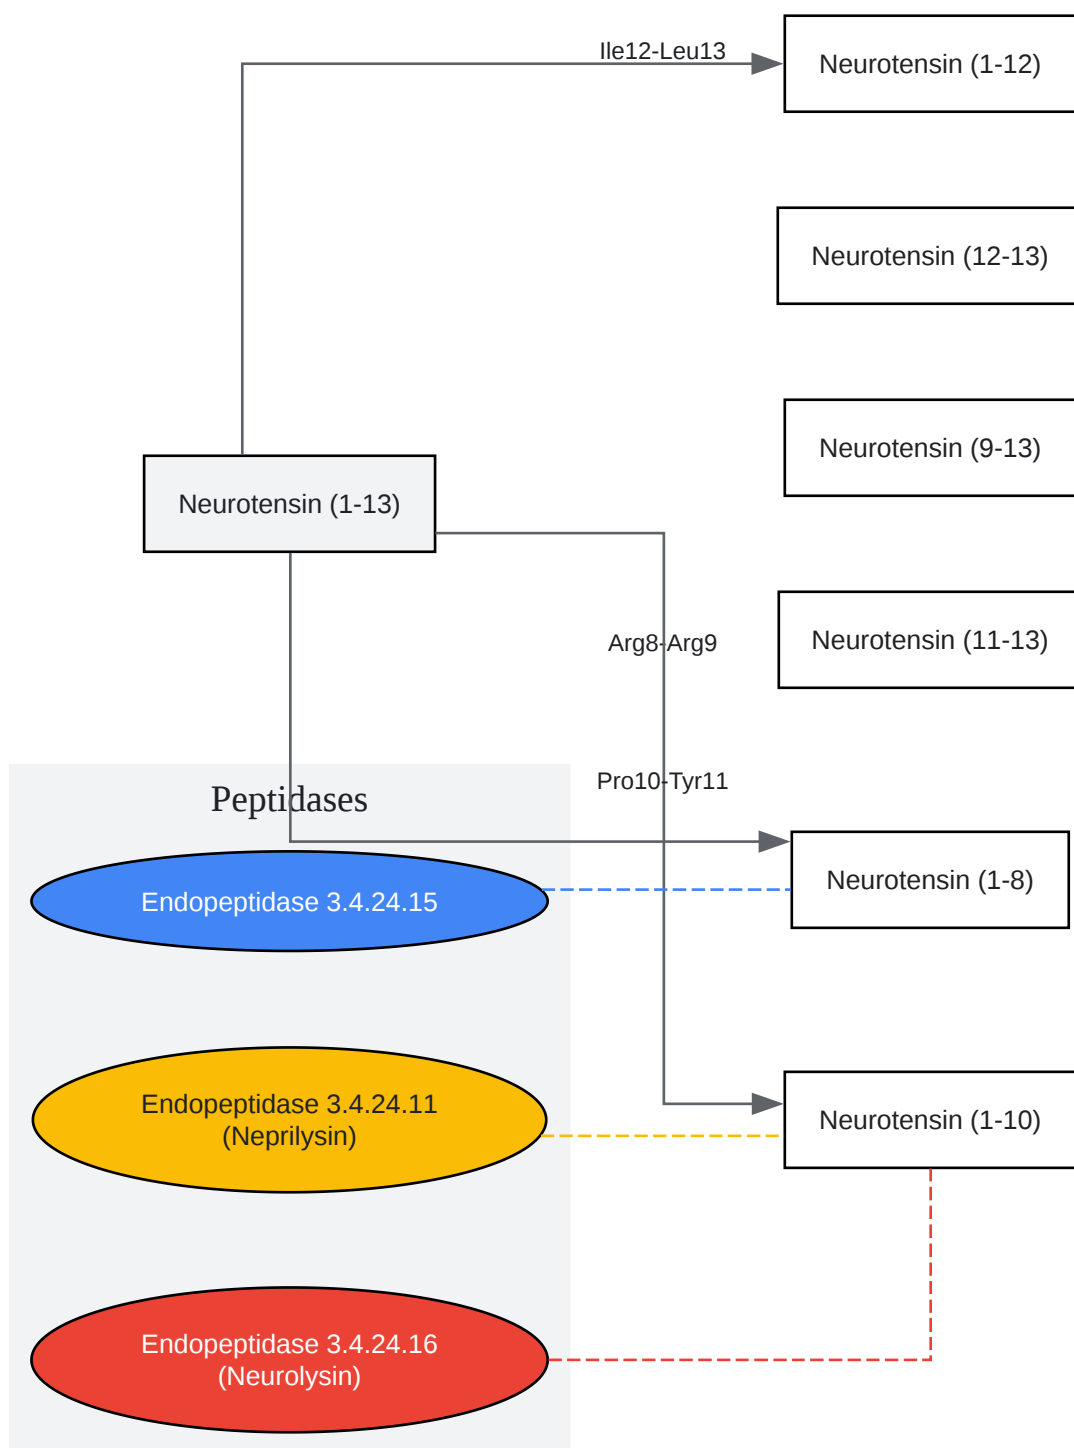 Ile12-Leu13
Neurotensin (1-12)
Neurotensin (12-13)
Neurotensin (9-13)
Neurotensin (1-13)
Arg8-Arg9
Neurotensin (11-13)
Pro10-Tyr11
Peptidases
Neurotensin (1-8)
Endopeptidase 3.4.24.15
Endopeptidase 3.4.24.11
(Neprilysin)
Neurotensin (1-10)
Endopeptidase 3.4.24.16
(Neurolysin)